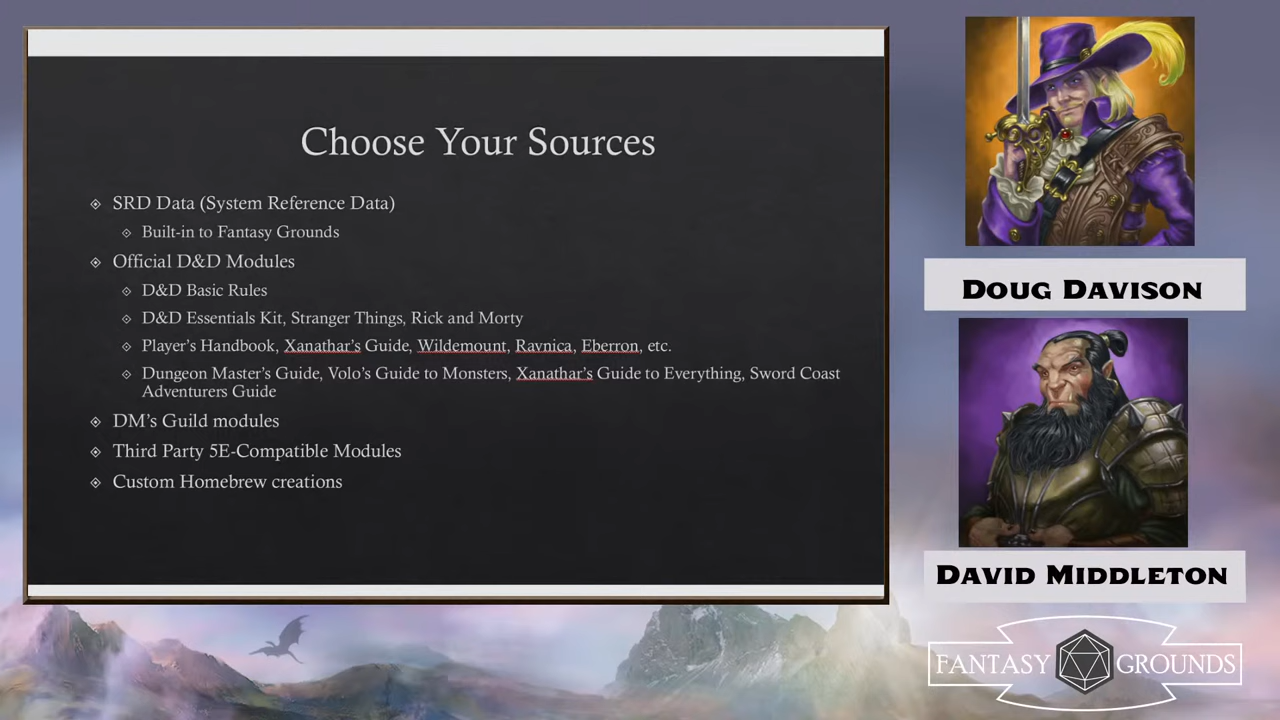 Choose Your Sources
SRD Data (System Reference Data)
Built-in to Fantasy Grounds
Official D&D Modules
D&D Basic Rules
D&D Essentials Kit, Stranger Things, Rick and Morty
Player's Handbook, Xanathar's Guide, Wildemount, Ravnica, Eberron, etc.
Dungeon Master's Guide, Volo's Guide to Monsters, Xanathar's Guide to Everything, Sword Coast
Adventurers Guide
DM's Guild modules
Third Party 5E-Compatible Modules
Custom Homebrew creations
Doug Davison
David Middleton
FANTASY GROUNDS